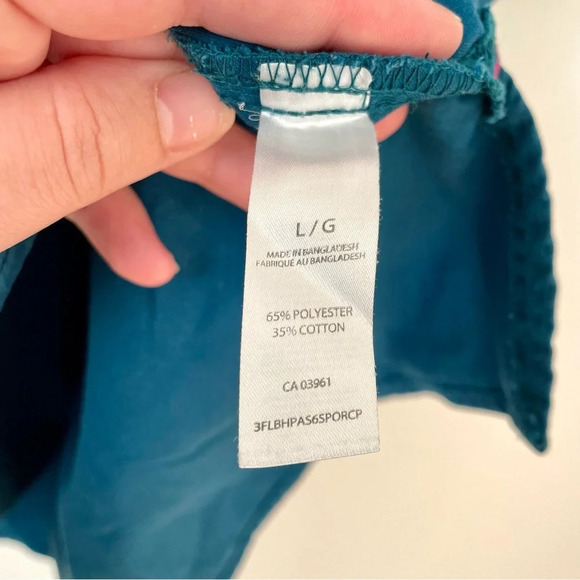 L / G
MADE IN BANGLADESH
FABRIQUE AU BANGLADESH
65% POLYESTER
35% COTTON
CA 03961
3FLBHPAS6SPORCP